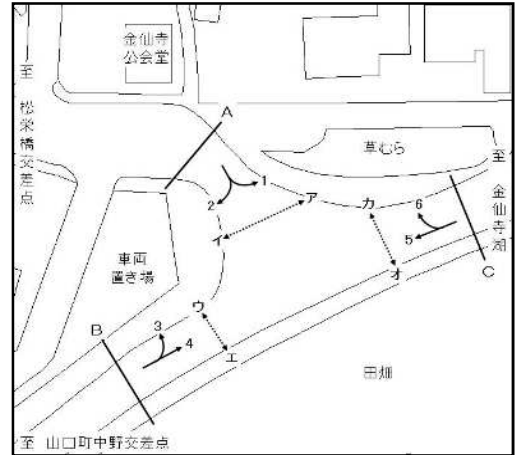 金仙寺
公会堂
至
松
栄
橋
交
差
点
A
草むら
至
金
仙
寺
湖
1
2
ア
イ
カ
6
5
オ
C
車両
置き場
ウ
エ
B
3
4
田畑
至 山口町中野交差点